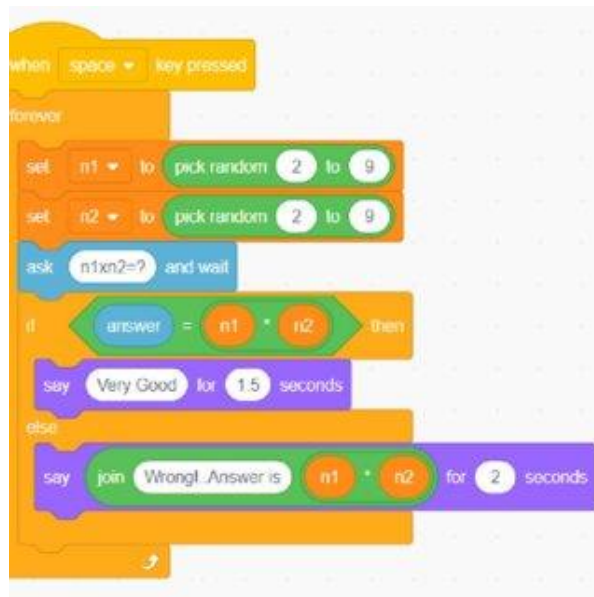 when space key pressed
forever
set n1 to pick random 2 to 9
set n2 to pick random 2 to 9
ask n1xn2=? and wait
if answer = n1 * n2 then
say Very Good for 1.5 seconds
else
say join Wrong! .Answer is n1 * n2 for 2 seconds